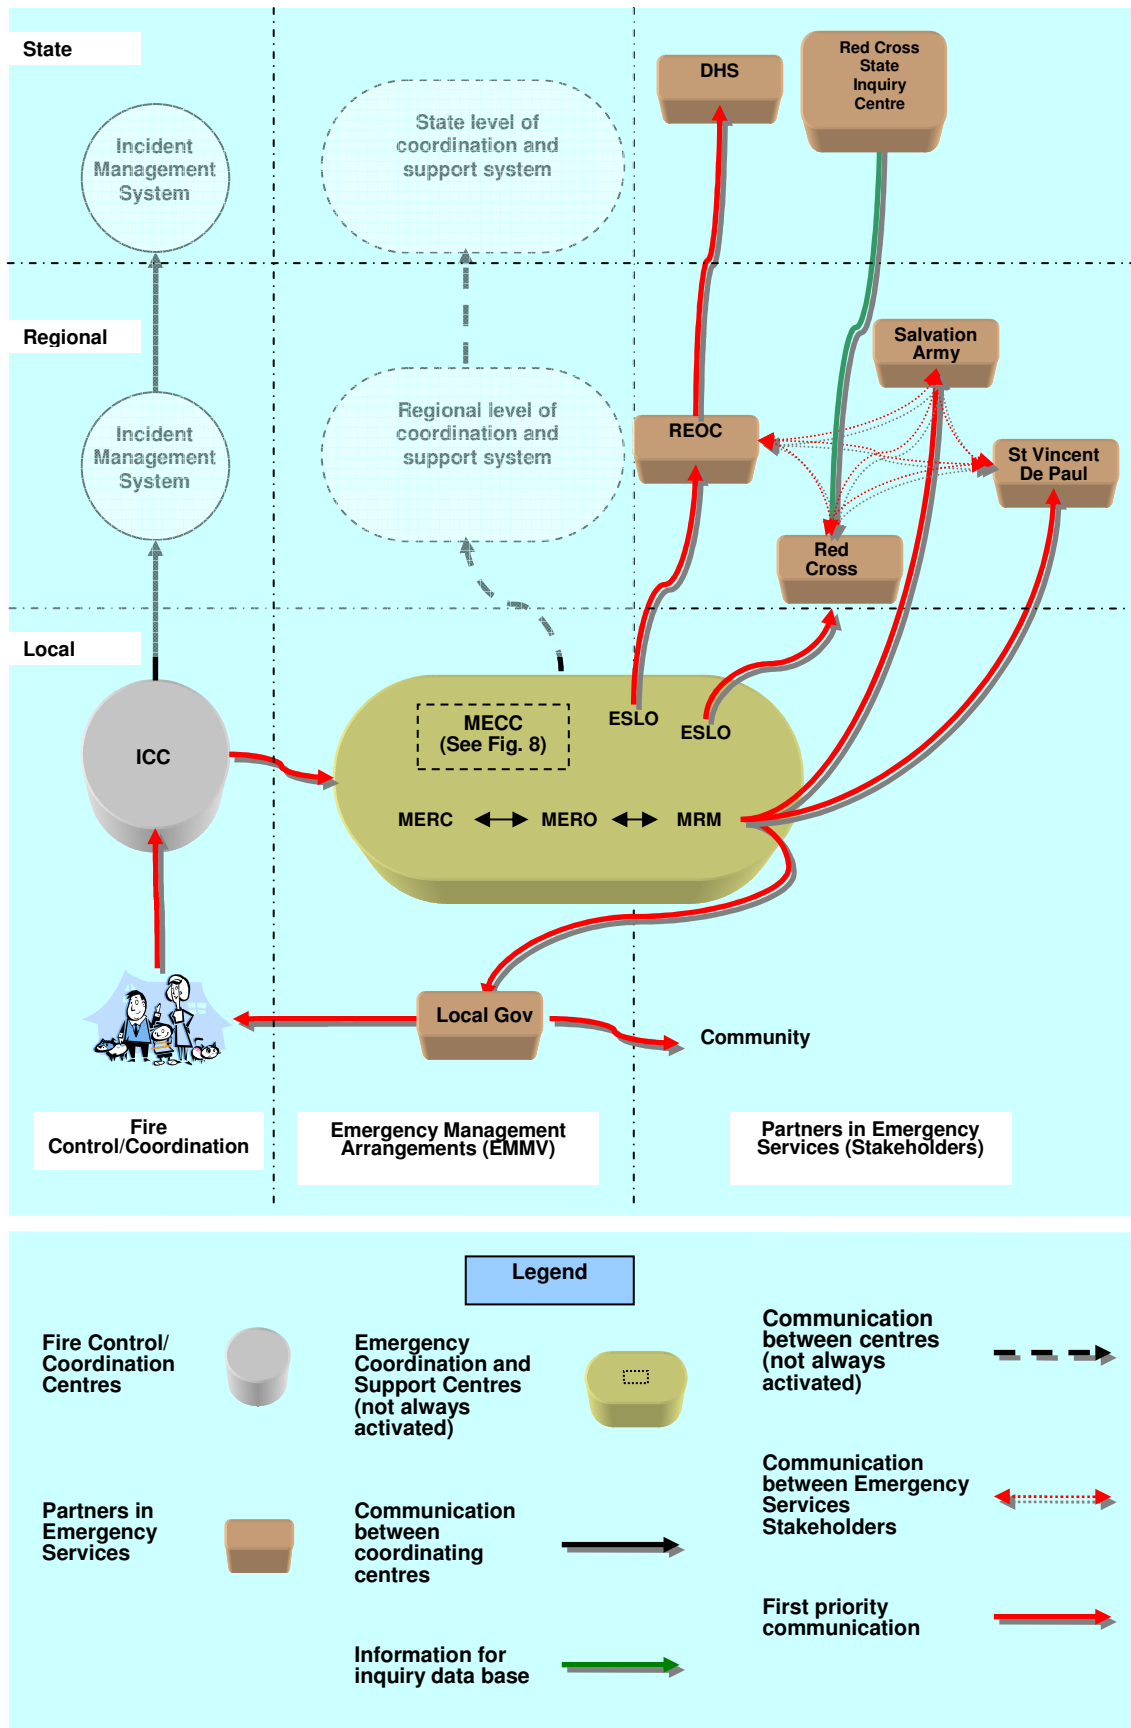 State
DHS
Red Cross
State
Inquiry
Centre
Incident
Management
System
State level of
coordination and
support system
Regional
Salvation
Army
Incident
Management
System
Regional level of
coordination and
support system
REOC
St Vincent
De Paul
Red
Cross
Local
ICC
MECC
(See Fig. 8)
ESLO
ESLO
MERC
MERO
MRM
Local Gov
Community
Fire
Control/Coordination
Emergency Management
Arrangements (EMMV)
Partners in Emergency
Services (Stakeholders)
Legend
Fire Control/
Coordination
Centres
Emergency
Coordination and
Support Centres
(not always
activated)
Communication
between centres
(not always
activated)
Partners in
Emergency
Services
Communication
between
coordinating
centres
Communication
between Emergency
Services
Stakeholders
Information for
inquiry data base
First priority
communication